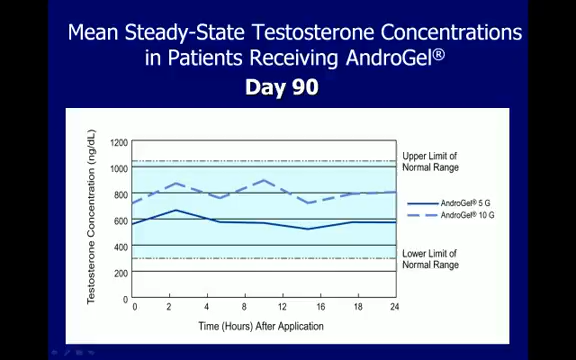 Mean Steady-State Testosterone Concentrations
in Patients Receiving AndroGel®
Day 90
Testosterone Concentration (ng/dL)
1200
1000
800
600
400
200
0
Upper Limit of
Normal Range
AndroGel® 5 G
AndroGel® 10 G
Lower Limit of
Normal Range
0 2 4 8 10 12 16 18 24
Time (Hours) After Application